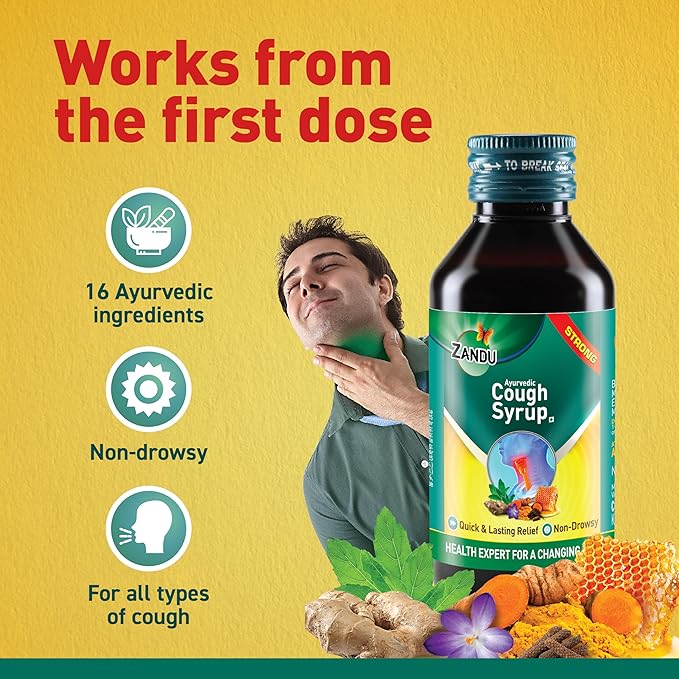 Works from
the first dose
16 Ayurvedic
ingredients
Non-drowsy
For all types
of cough
TO BREAK
ZANDU
STRONG
Ayurvedic
Cough
Syrup
Quick & Lasting Relief
Non-Drowsy
HEALTH EXPERT FOR A CHANGING